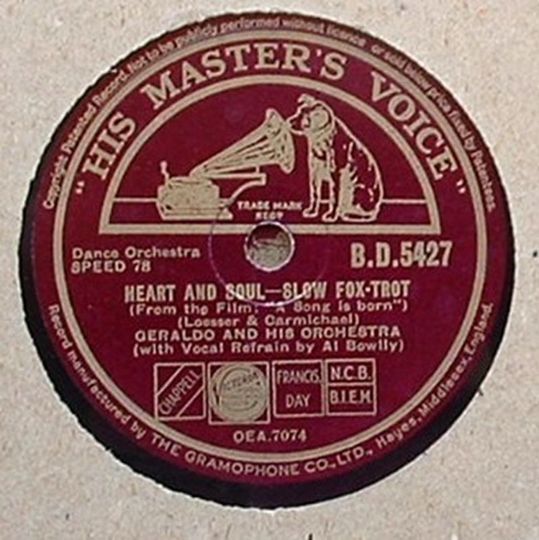 Copyright Patented Record. Not to be publicly performed without licence or sold below price fixed by Patentees.
"HIS MASTER'S VOICE"
TRADE MARK
REGD
Dance Orchestra
SPEED 78
B.D.5427
HEART AND SOUL—SLOW FOX-TROT
(From the Film: "A Song is born")
(Loesser & Carmichael)
GERALDO AND HIS ORCHESTRA
(with Vocal Refrain by Al Bowlly)
CHAPPELL
VICTORIA
FRANCIS,
DAY
N.C.B.
B.I.E.M.
OEA.7074
Record manufactured by THE GRAMOPHONE CO., LTD., Hayes, Middlesex, England.